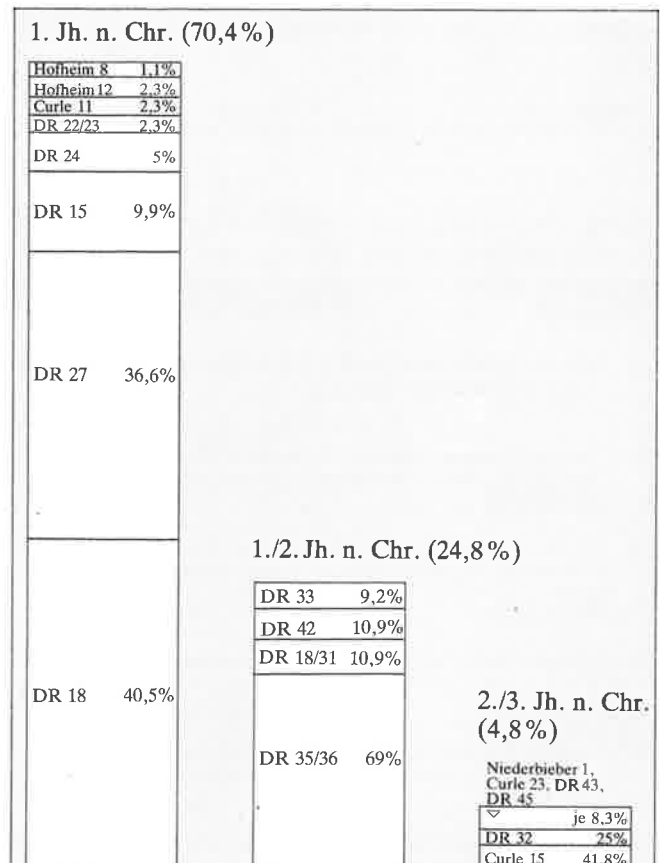 1. Jh. n. Chr. (70,4%)
Hofheim 8 1,1%
Hofheim 12 2,3%
Curle 11 2,3%
DR 22/23 2,3%
DR 24 5%
DR 15 9,9%
DR 27 36,6%
DR 18 40,5%
1./2. Jh. n. Chr. (24,8%)
DR 33 9,2%
DR 42 10,9%
DR 18/31 10,9%
DR 35/36 69%
2./3. Jh. n. Chr.
(4,8%)
Niederbieber 1,
Curle 23, DR 43,
DR 45
▽ je 8,3%
DR 32 25%
Curle 15 41,8%